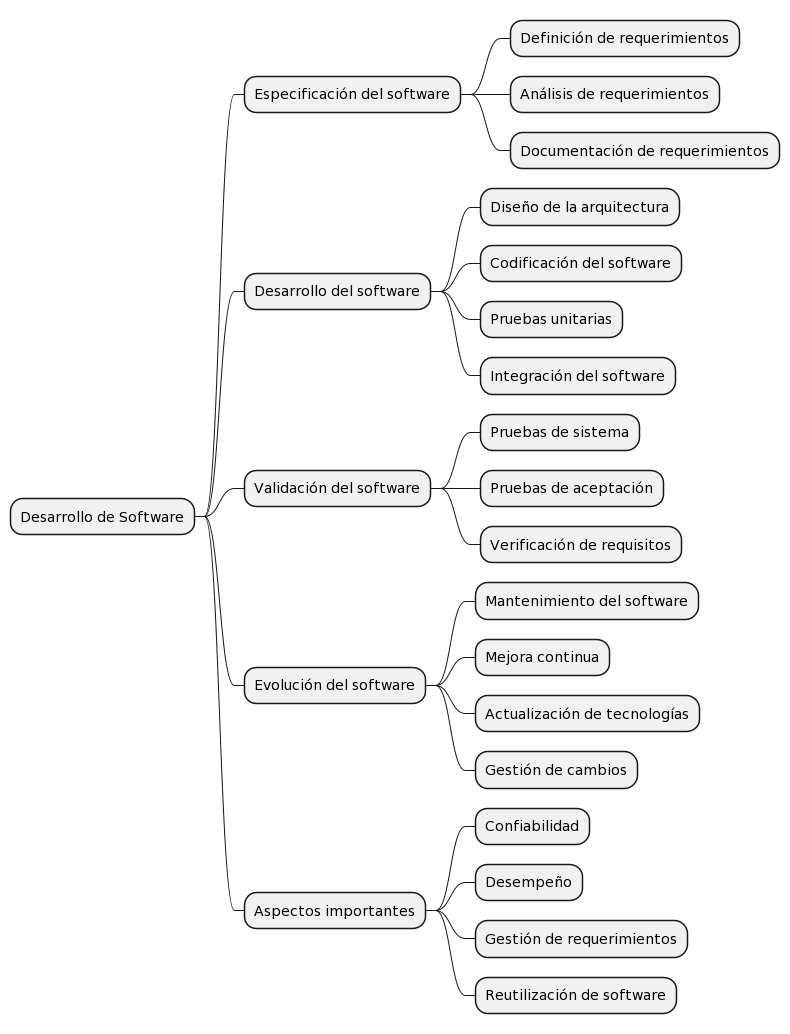 Desarrollo de Software
Especificación del software
Definición de requerimientos
Análisis de requerimientos
Documentación de requerimientos
Desarrollo del software
Diseño de la arquitectura
Codificación del software
Pruebas unitarias
Integración del software
Validación del software
Pruebas de sistema
Pruebas de aceptación
Verificación de requisitos
Evolución del software
Mantenimiento del software
Mejora continua
Actualización de tecnologías
Gestión de cambios
Aspectos importantes
Confiabilidad
Desempeño
Gestión de requerimientos
Reutilización de software